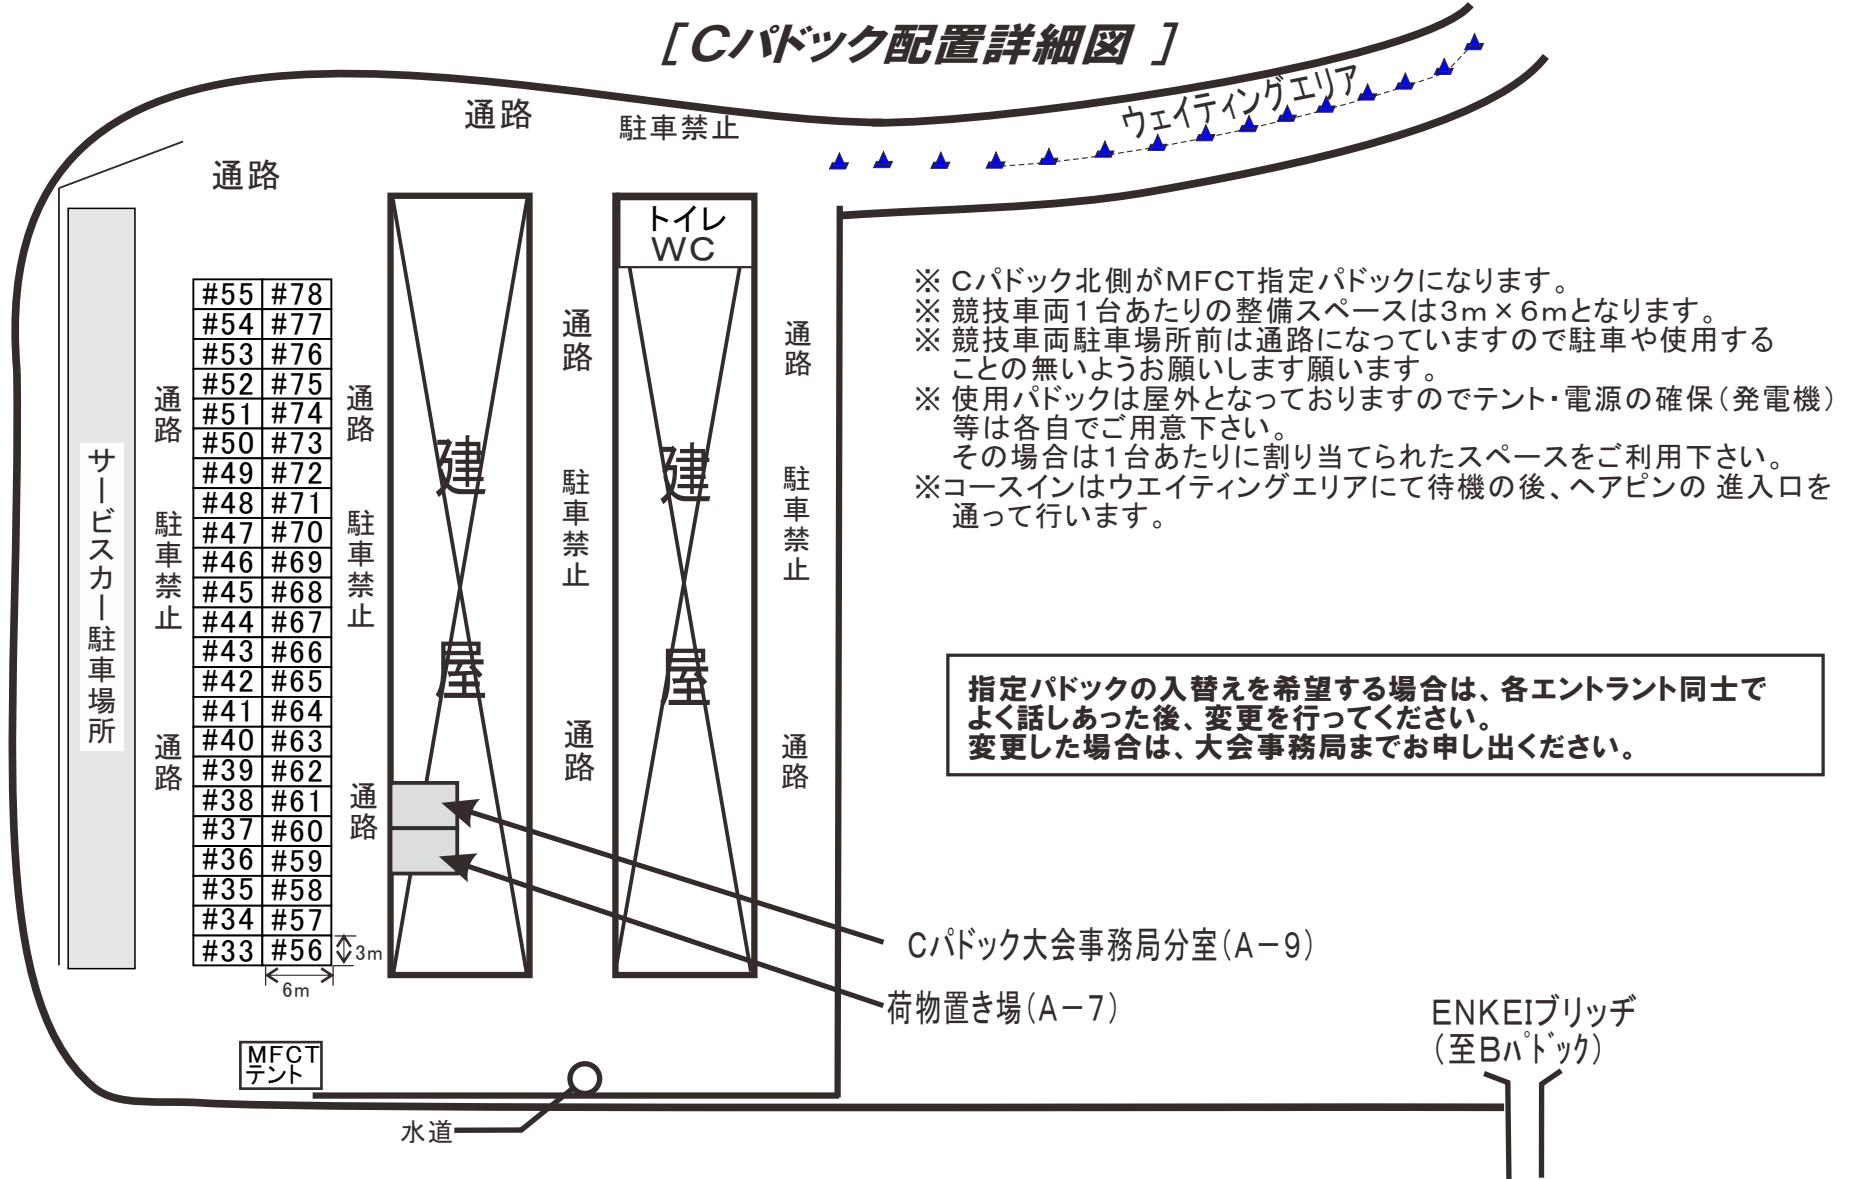 [Cパドック配置詳細図 ]
通路
駐車禁止
ウェイティングエリア
通路
トイレ
WC
※ Cパドック北側がMFCT指定パドックになります。
※ 競技車両1台あたりの整備スペースは3m×6mとなります。
※ 競技車両駐車場所前は通路になっていますので駐車や使用する
ことの無いようお願いします願います。
※ 使用パドックは屋外となっておりますのでテント・電源の確保(発電機)
等は各自でご用意下さい。
その場合は1台あたりに割り当てられたスペースをご利用下さい。
※コースインはウエイティングエリアにて待機の後、ヘアピンの 進入口を
通って行います。
指定パドックの入替えを希望する場合は、各エントラント同士で
よく話しあった後、変更を行ってください。
変更した場合は、大会事務局までお申し出ください。
サービスカー駐車場所
通路
駐車禁止
通路
#55 #78
#54 #77
#53 #76
#52 #75
#51 #74
#50 #73
#49 #72
#48 #71
#47 #70
#46 #69
#45 #68
#44 #67
#43 #66
#42 #65
#41 #64
#40 #63
#39 #62
#38 #61
#37 #60
#36 #59
#35 #58
#34 #57
#33 #56
3m
6m
通路
駐車禁止
通路
建屋
通路
駐車禁止
通路
建屋
通路
駐車禁止
通路
Cパドック大会事務局分室(A-9)
荷物置き場(A-7)
MFCT
テント
水道
ENKEIブリッヂ
(至Bパドック)